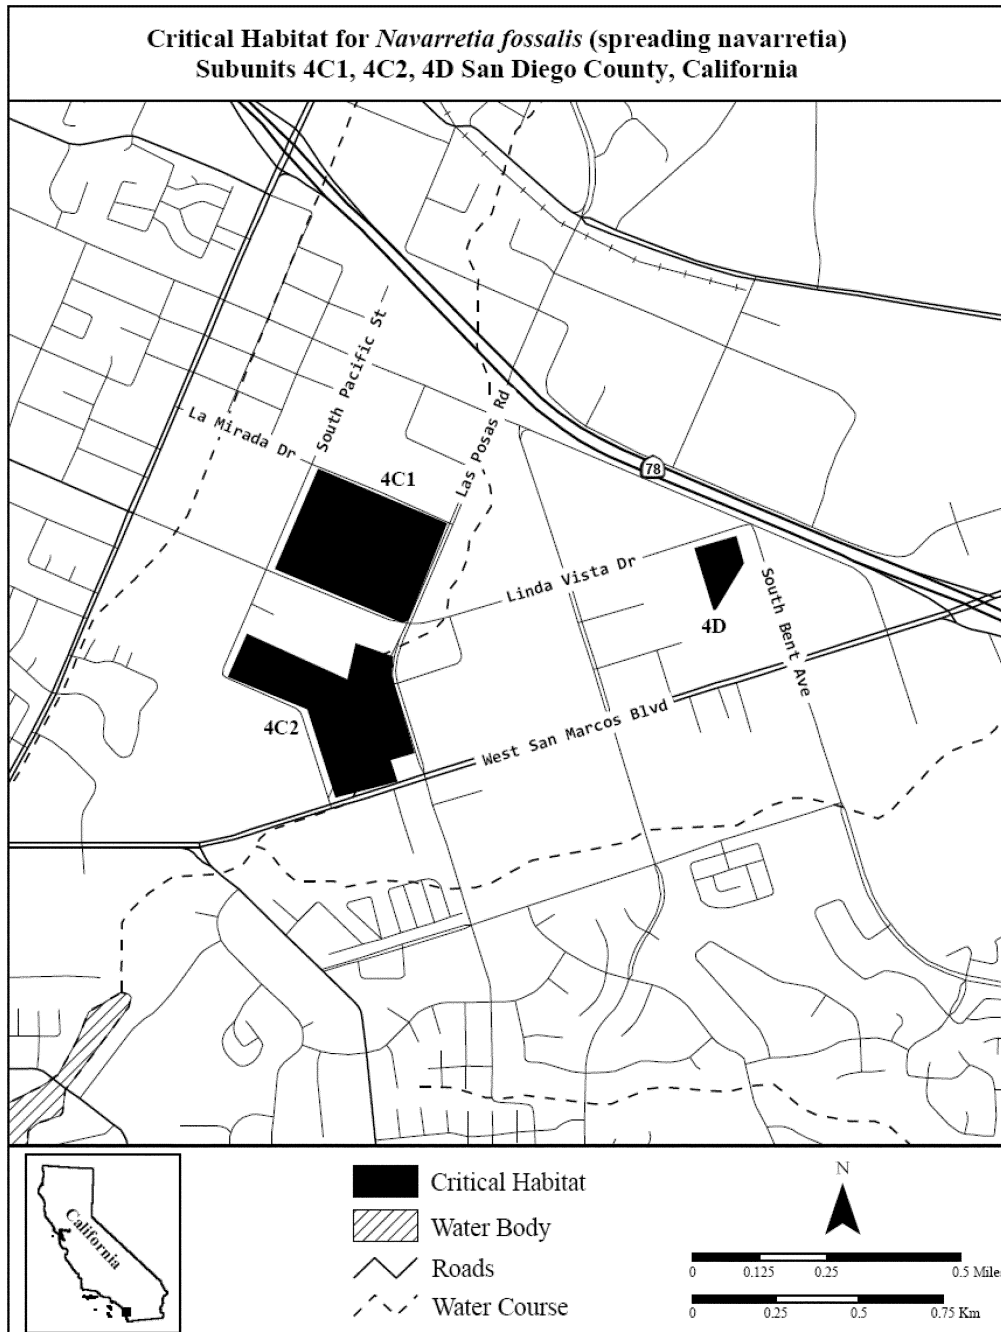 Critical Habitat for Navarretia fossalis (spreading navarretia)
Subunits 4C1, 4C2, 4D San Diego County, California
South Pacific St
La Mirada Dr
Las Posas Rd
4C1
78
Linda Vista Dr
4D
South Bent Ave
4C2
West San Marcos Blvd
California
Critical Habitat
Water Body
Roads
Water Course
N
0 0.125 0.25 0.5 Miles
0 0.25 0.5 0.75 Km